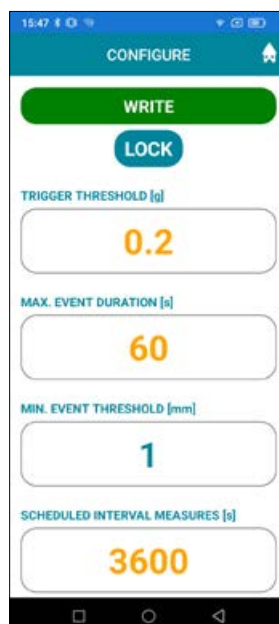 15:47
CONFIGURE
WRITE
LOCK
TRIGGER THRESHOLD [g]
0.2
MAX. EVENT DURATION [s]
60
MIN. EVENT THRESHOLD [mm]
1
SCHEDULED INTERVAL MEASURES [s]
3600